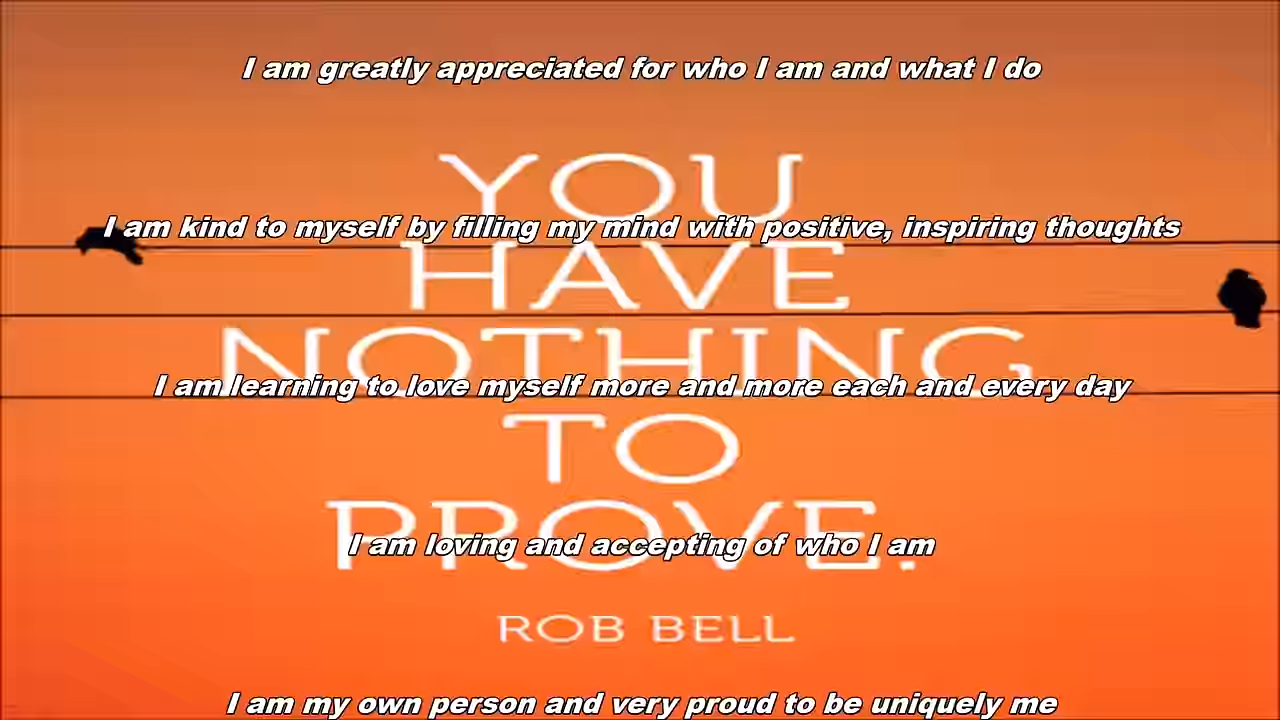 I am greatly appreciated for who I am and what I do
YOU
I am kind to myself by filling my mind with positive, inspiring thoughts
HAVE
NOTHING
I am learning to love myself more and more each and every day
TO
PROVE.
I am loving and accepting of who I am
ROB BELL
I am my own person and very proud to be uniquely me